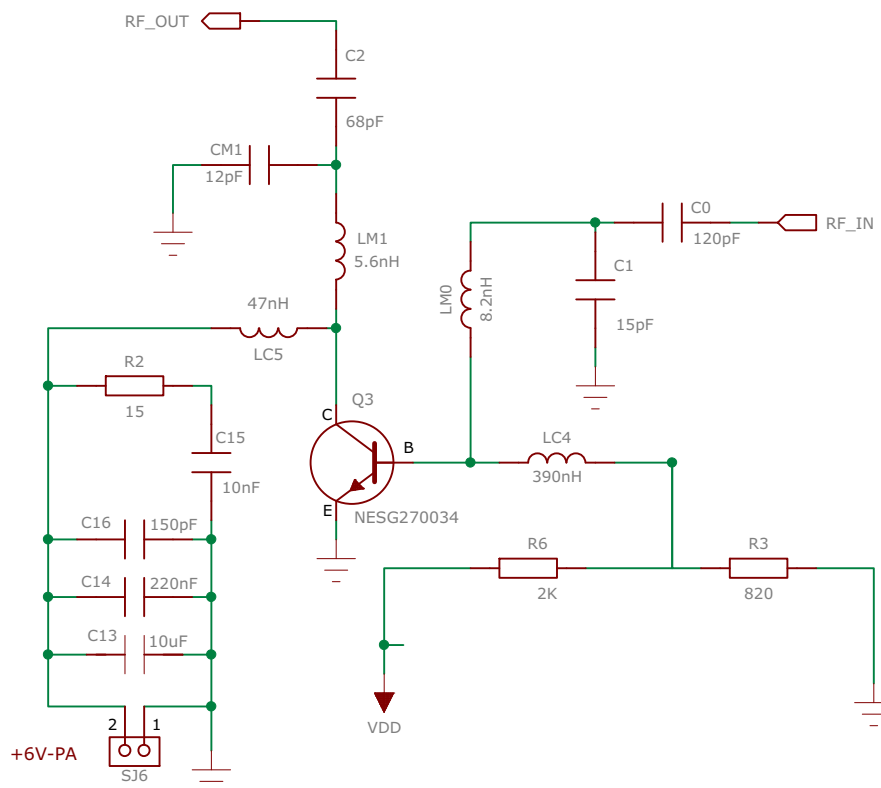 RF_OUT
C2
68pF
CM1
12pF
C0
120pF
RF_IN
LM1
5.6nH
C1
15pF
LM0
8.2nH
47nH
LC5
R2
15
Q3
C
B
E
NESG270034
C15
10nF
LC4
390nH
C16
150pF
C14
220nF
C13
10uF
R6
2K
R3
820
VDD
2
1
+6V-PA
SJ6